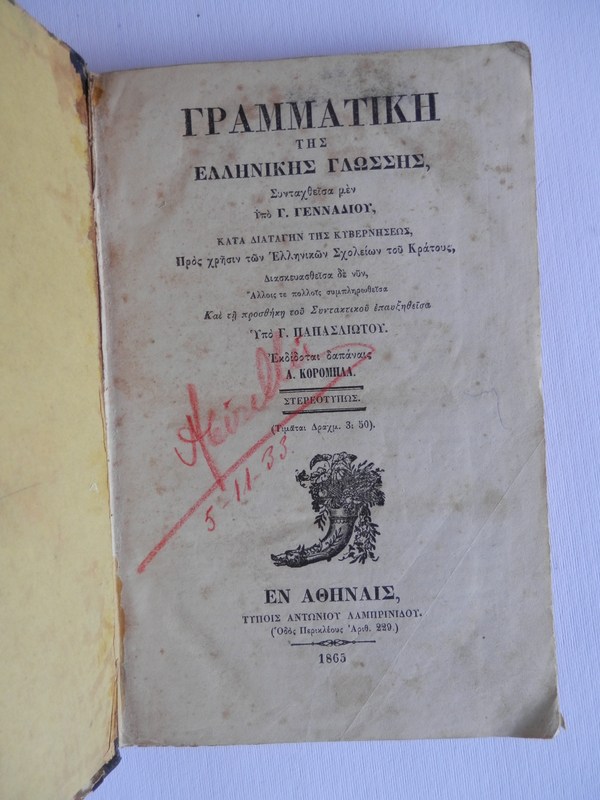 ΓΡΑΜΜΑΤΙΚΗ
ΤΗΣ
ΕΛΛΗΝΙΚΗΣ ΓΛΩΣΣΗΣ,
Συνταχθεῖσα μὲν
Ὑπὸ Γ. ΓΕΝΝΑΔΙΟΥ,
ΚΑΤΑ ΔΙΑΤΑΓΗΝ ΤΗΣ ΚΥΒΕΡΝΗΣΕΩΣ,
Πρὸς χρῆσιν τῶν Ἑλληνικῶν Σχολείων τοῦ Κράτους,
Διασκευασθεῖσα δὲ νῦν,
Ἄλλοις τε πολλοῖς συμπληρωθεῖσα
Καὶ τῇ προσθήκῃ τοῦ Συντακτικοῦ ἐπαυξηθεῖσα
Ὑπὸ Γ. ΠΑΠΑΣΛΙΩΤΟΥ.
Ἐκδίδοται δαπάναις
Α. ΚΟΡΟΜΗΛΑ.
ΣΤΕΡΕΟΤΥΠΩΣ.
(Τιμᾶται Δραχμ. 3: 50).
5-11-33.
ΕΝ ΑΘΗΝΑΙΣ,
ΤΥΠΟΙΣ ΑΝΤΩΝΙΟΥ ΛΑΜΠΡΙΝΙΔΟΥ.
(Ὁδὸς Περικλέους Ἀριθ. 229.)
1865